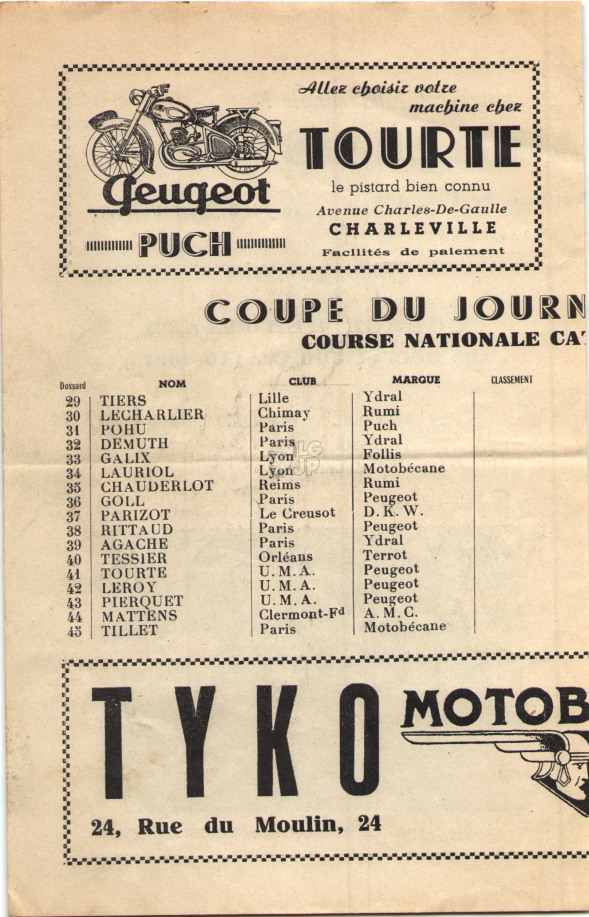 Allez choisir votre
machine chez
TOURTE
le pistard bien connu
Avenue Charles-De-Gaulle
CHARLEVILLE
Facilités de paiement
Peugeot
PUCH
COUPE DU JOURN
COURSE NATIONALE CA
Dossard NOM CLUB MARQUE CLASSEMENT
29 TIERS Lille Ydral
30 LECHARLIER Chimay Rumi
31 POHU Paris Puch
32 DEMUTH Paris Ydral
33 GALIX Lyon Follis
34 LAURIOL Lyon Motobécane
35 CHAUDERLOT Reims Rumi
36 GOLL Paris Peugeot
37 PARIZOT Le Creusot D. K. W.
38 RITTAUD Paris Peugeot
39 AGACHE Paris Ydral
40 TESSIER Orléans Terrot
41 TOURTE U. M. A. Peugeot
42 LEROY U. M. A. Peugeot
43 PIERQUET U. M. A. Peugeot
44 MATTENS Clermont-Fd A. M. C.
45 TILLET Paris Motobécane
TYKO
MOTOB
24, Rue du Moulin, 24